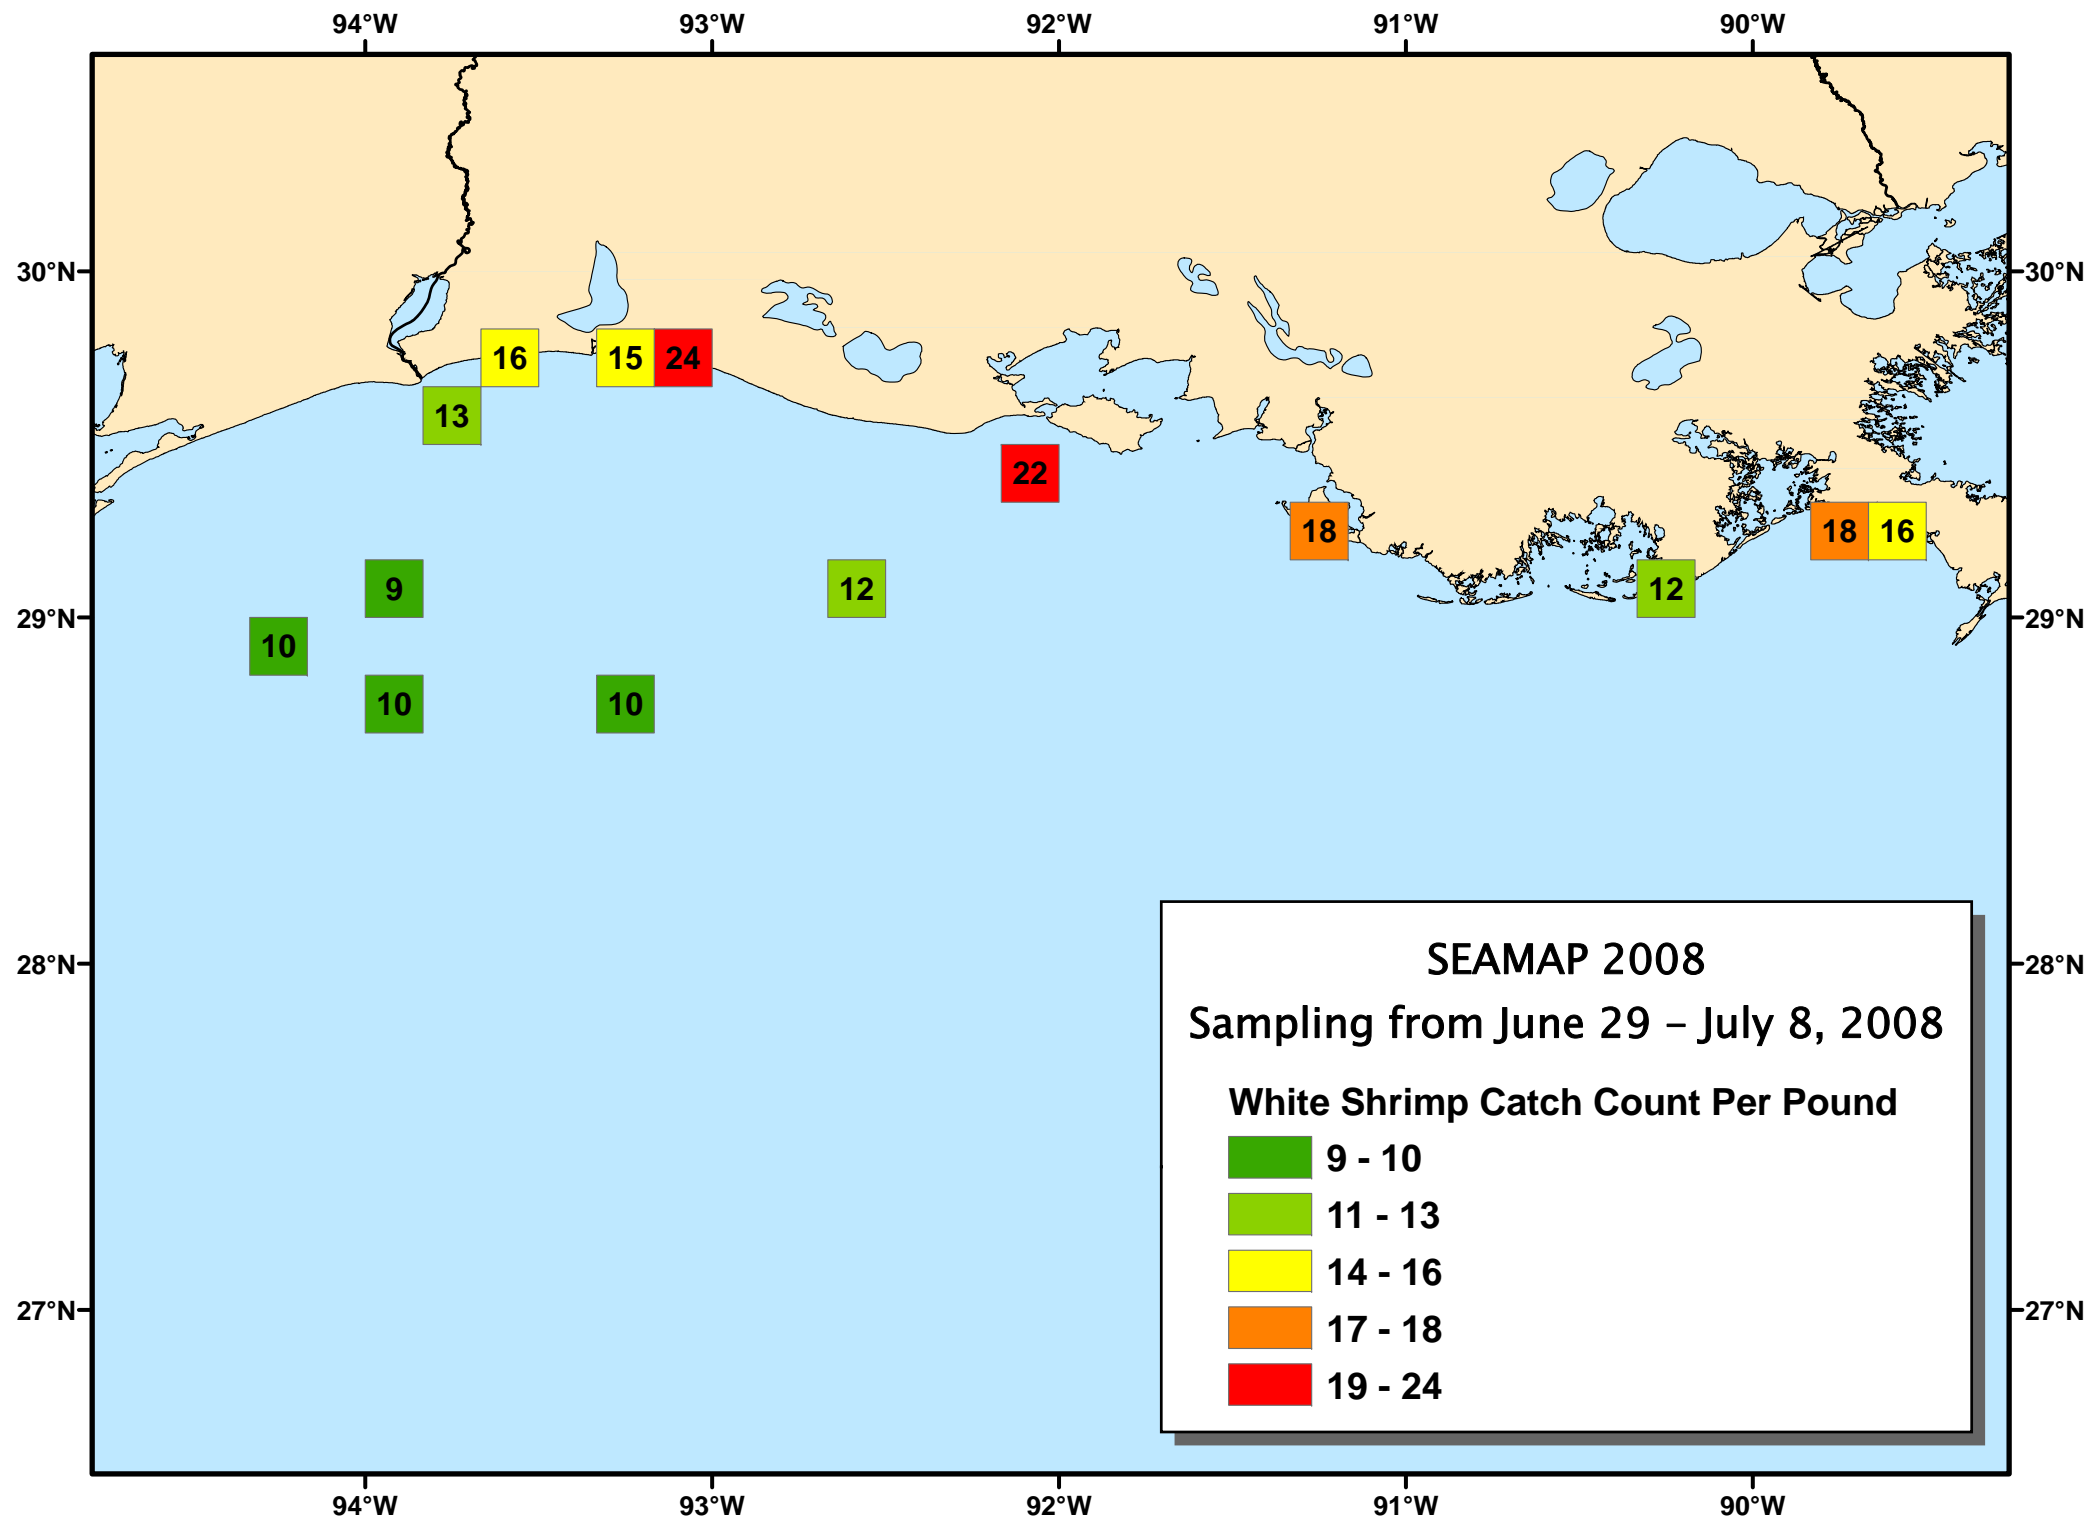 94°W 93°W 92°W 91°W 90°W
30°N 30°N
16 15 24
13
22
18 18 16
9 12 12
29°N 29°N
10
10 10
28°N 28°N
SEAMAP 2008
Sampling from June 29 – July 8, 2008
White Shrimp Catch Count Per Pound
9 - 10
11 - 13
14 - 16
27°N 27°N
17 - 18
19 - 24
94°W 93°W 92°W 91°W 90°W